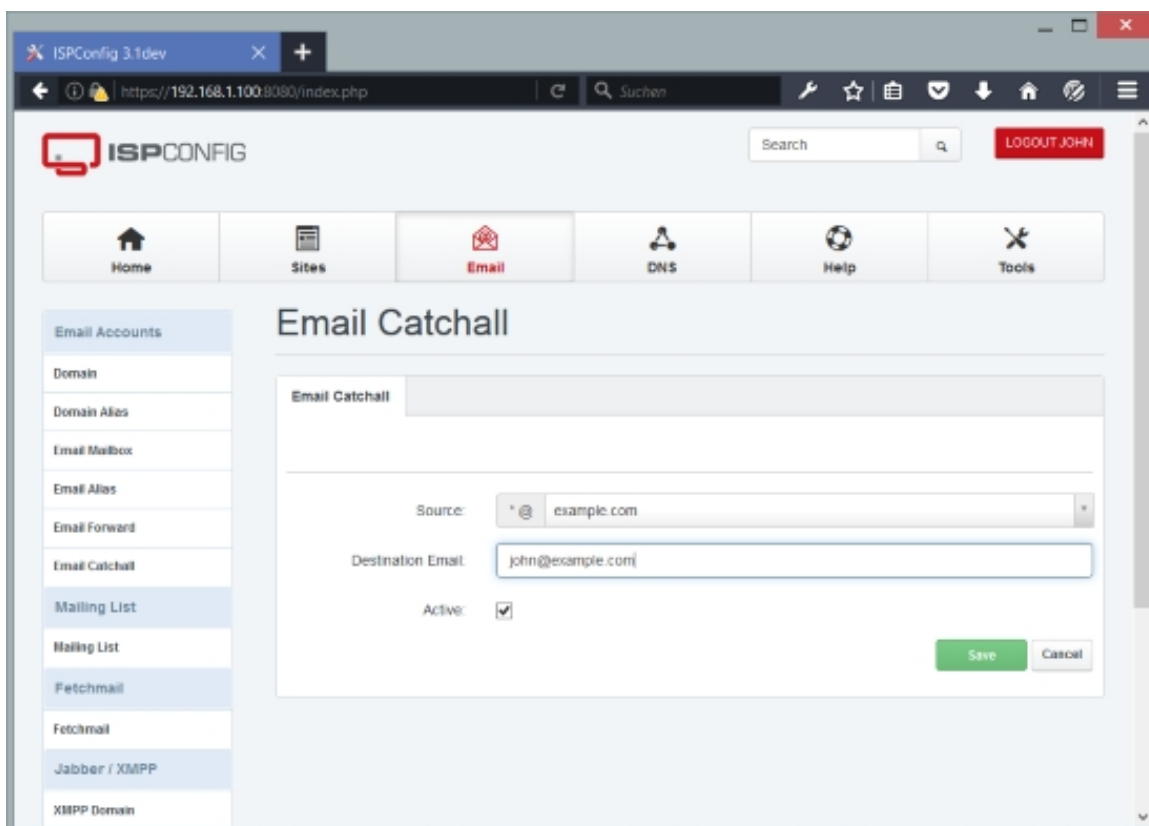 ISPConfig 3.1dev
https://192.168.1.100:8080/index.php
Suchen
ISPCONFIG
Search
LOGOUT JOHN
Home
Sites
Email
DNS
Help
Tools
Email Accounts
Domain
Domain Alias
Email Mailbox
Email Alias
Email Forward
Email Catchall
Mailing List
Mailing List
Fetchmail
Fetchmail
Jabber / XMPP
XMPP Domain
Email Catchall
Email Catchall
Source: *@ example.com
Destination Email: john@example.com
Active:
Save Cancel